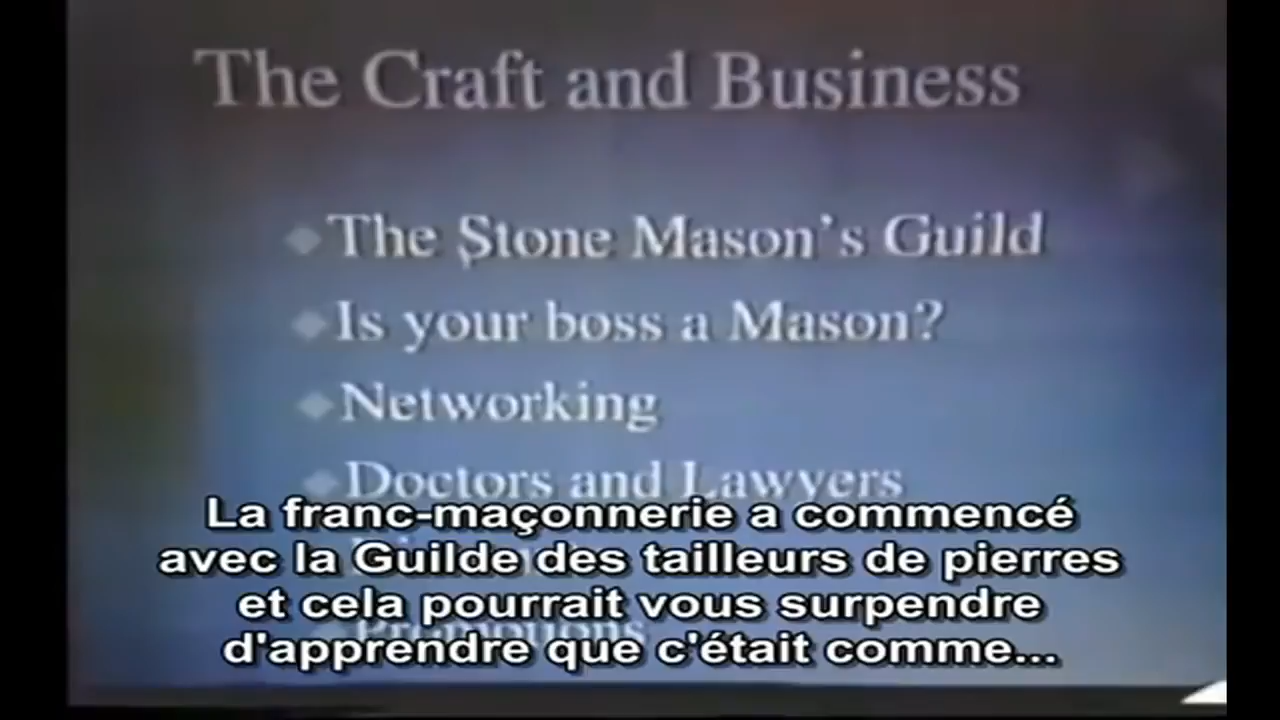 The Craft and Business
The Stone Mason's Guild
Is your boss a Mason?
Networking
Doctors and Lawyers
Promotions
La franc-maçonnerie a commencé
avec la Guilde des tailleurs de pierres
et cela pourrait vous surpendre
d'apprendre que c'était comme...